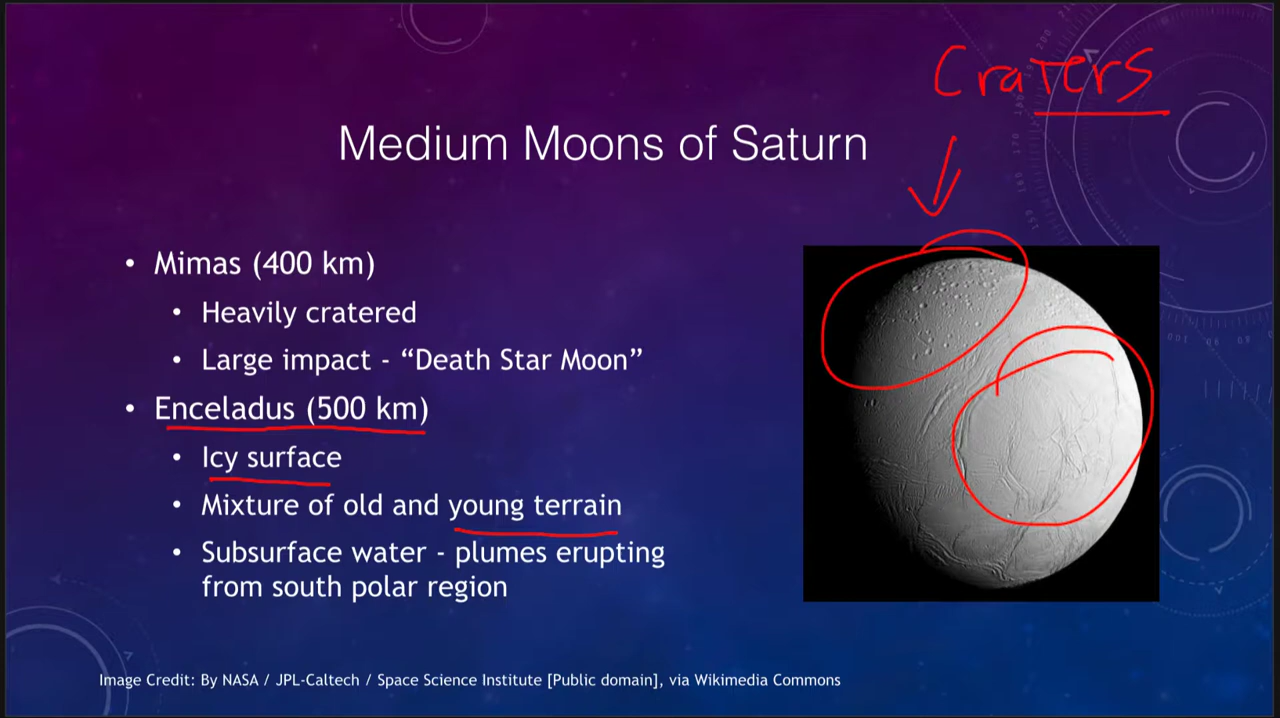 Craters
Medium Moons of Saturn
• Mimas (400 km)
• Heavily cratered
• Large impact - “Death Star Moon”
• Enceladus (500 km)
• Icy surface
• Mixture of old and young terrain
• Subsurface water - plumes erupting
from south polar region
Image Credit: By NASA / JPL-Caltech / Space Science Institute [Public domain], via Wikimedia Commons